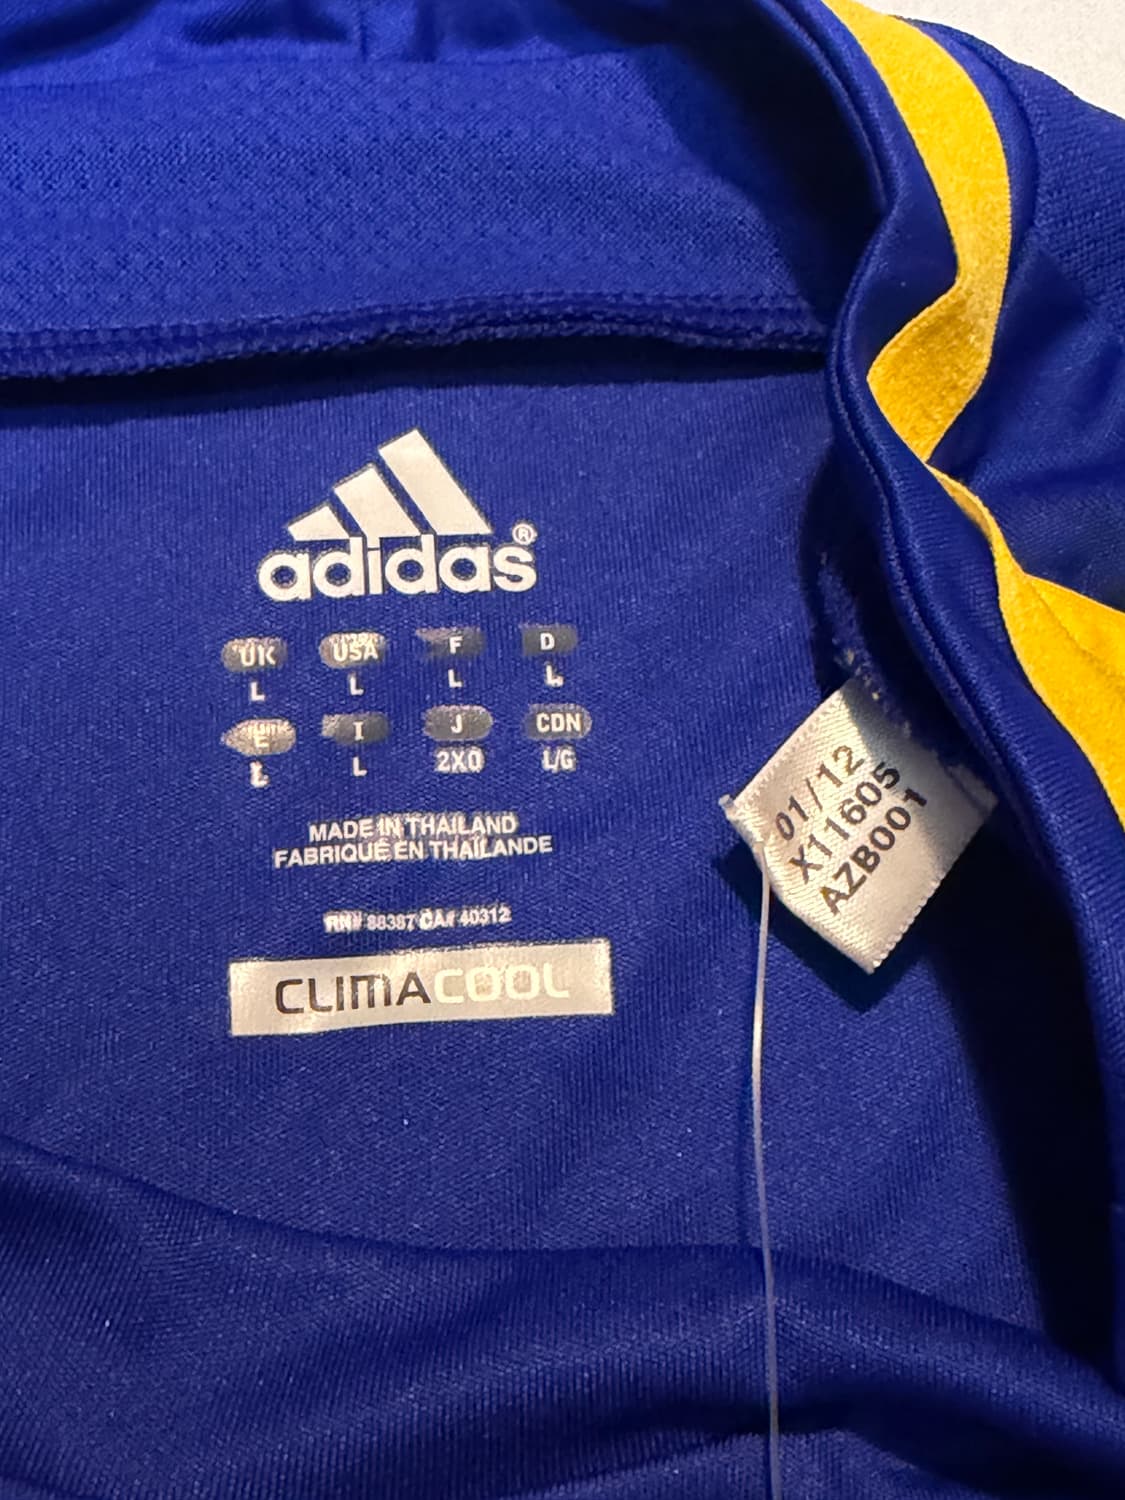 adidas®
UK USA F D
L L L L
E I J CDN
L L 2XO L/G
MADE IN THAILAND
FABRIQUÉ EN THAÏLANDE
RN# 88387 CA# 40312
CLIMACOOL
01/12
X11605
AZB001